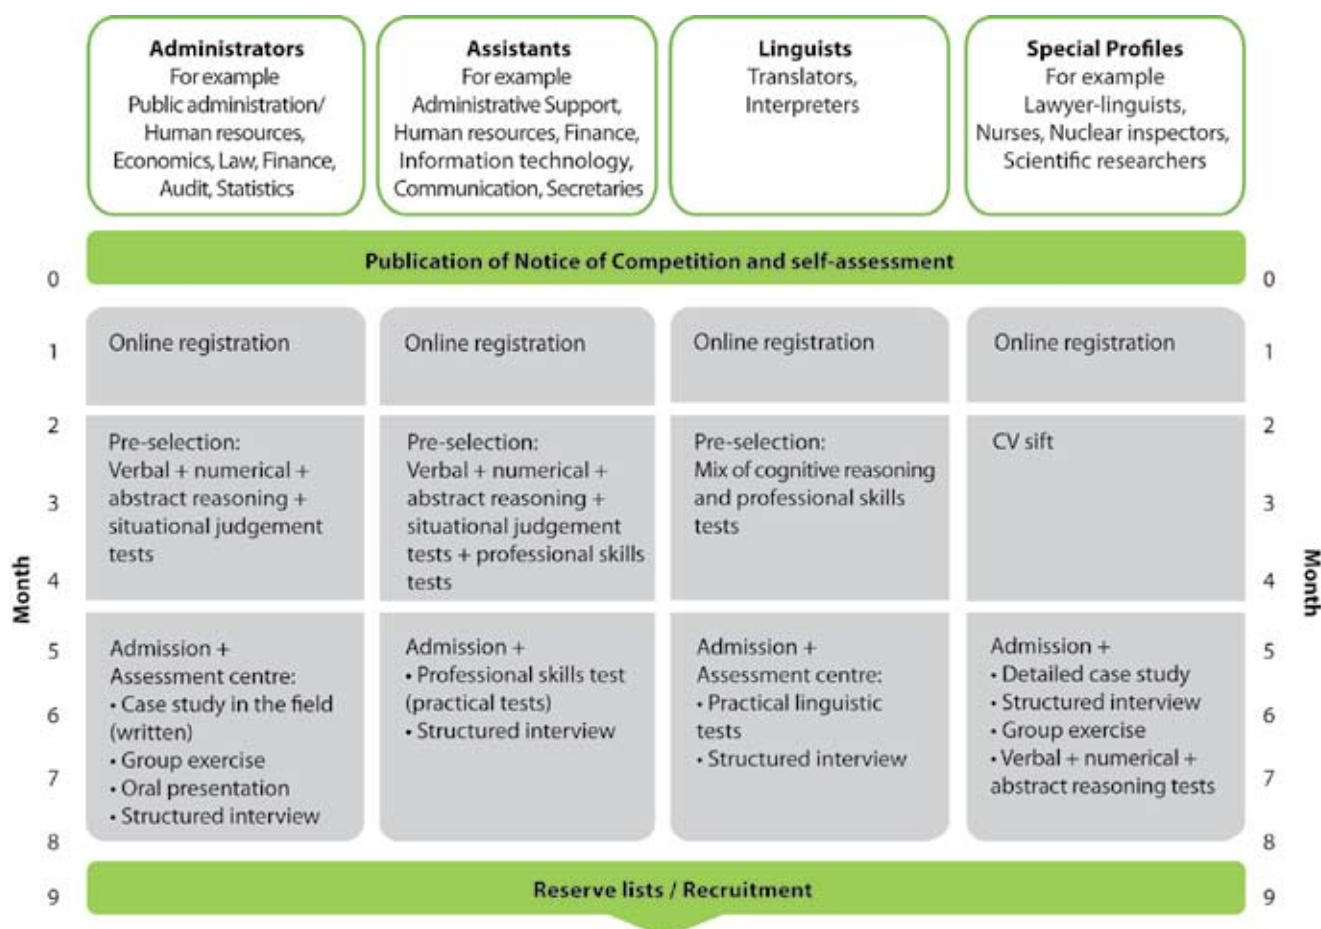 Administrators
For example
Public administration/
Human resources,
Economics, Law, Finance,
Audit, Statistics
Assistants
For example
Administrative Support,
Human resources, Finance,
Information technology,
Communication, Secretaries
Linguists
Translators,
Interpreters
Special Profiles
For example
Lawyer-linguists,
Nurses, Nuclear inspectors,
Scientific researchers
Publication of Notice of Competition and self-assessment
Month
0
1
2
3
4
5
6
7
8
9
Online registration
Online registration
Online registration
Online registration
Pre-selection:
Verbal + numerical +
abstract reasoning +
situational judgement
tests
Pre-selection:
Verbal + numerical +
abstract reasoning +
situational judgement
tests + professional skills
tests
Pre-selection:
Mix of cognitive reasoning
and professional skills
tests
CV sift
Admission +
Assessment centre:
• Case study in the field
(written)
• Group exercise
• Oral presentation
• Structured interview
Admission +
• Professional skills test
(practical tests)
• Structured interview
Admission +
Assessment centre:
• Practical linguistic
tests
• Structured interview
Admission +
• Detailed case study
• Structured interview
• Group exercise
• Verbal + numerical +
abstract reasoning tests
0
1
2
3
4
5
6
7
8
9
Month
Reserve lists / Recruitment